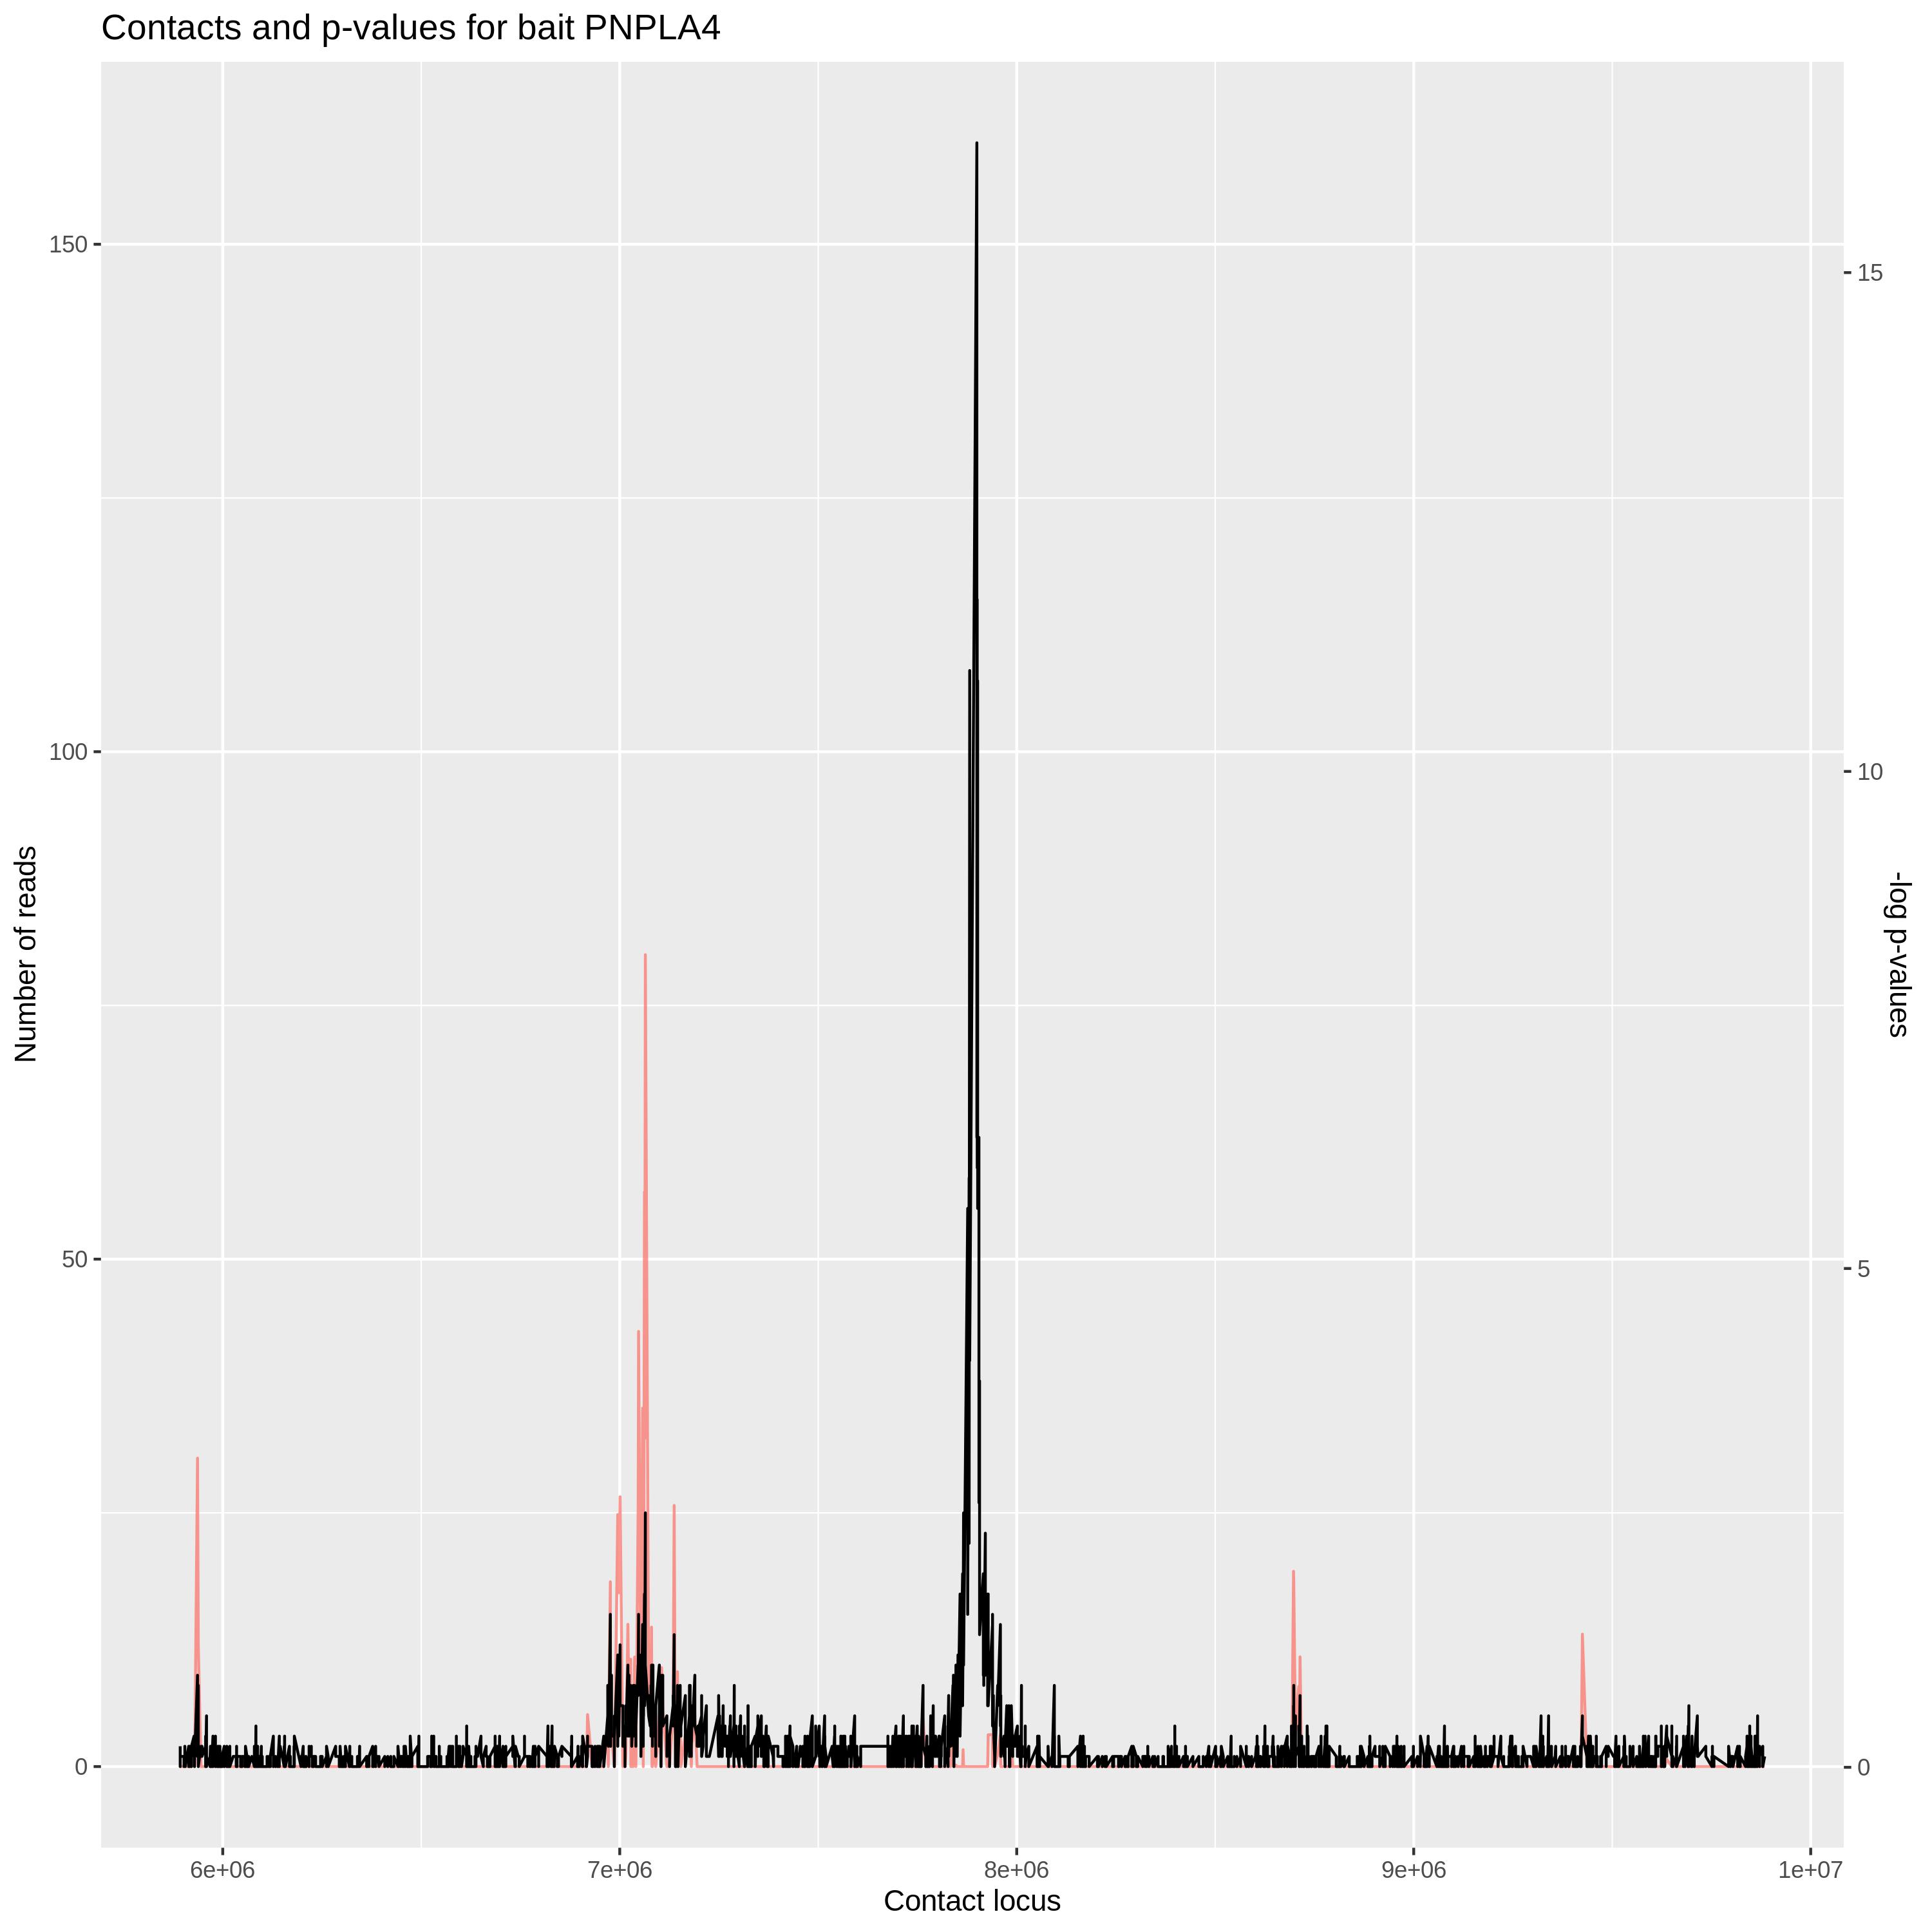 Contacts and p-values for bait PNPLA4
150
100
50
0
Number of reads
15
10
5
0
-log p-values
6e+06
7e+06
8e+06
9e+06
1e+07
Contact locus